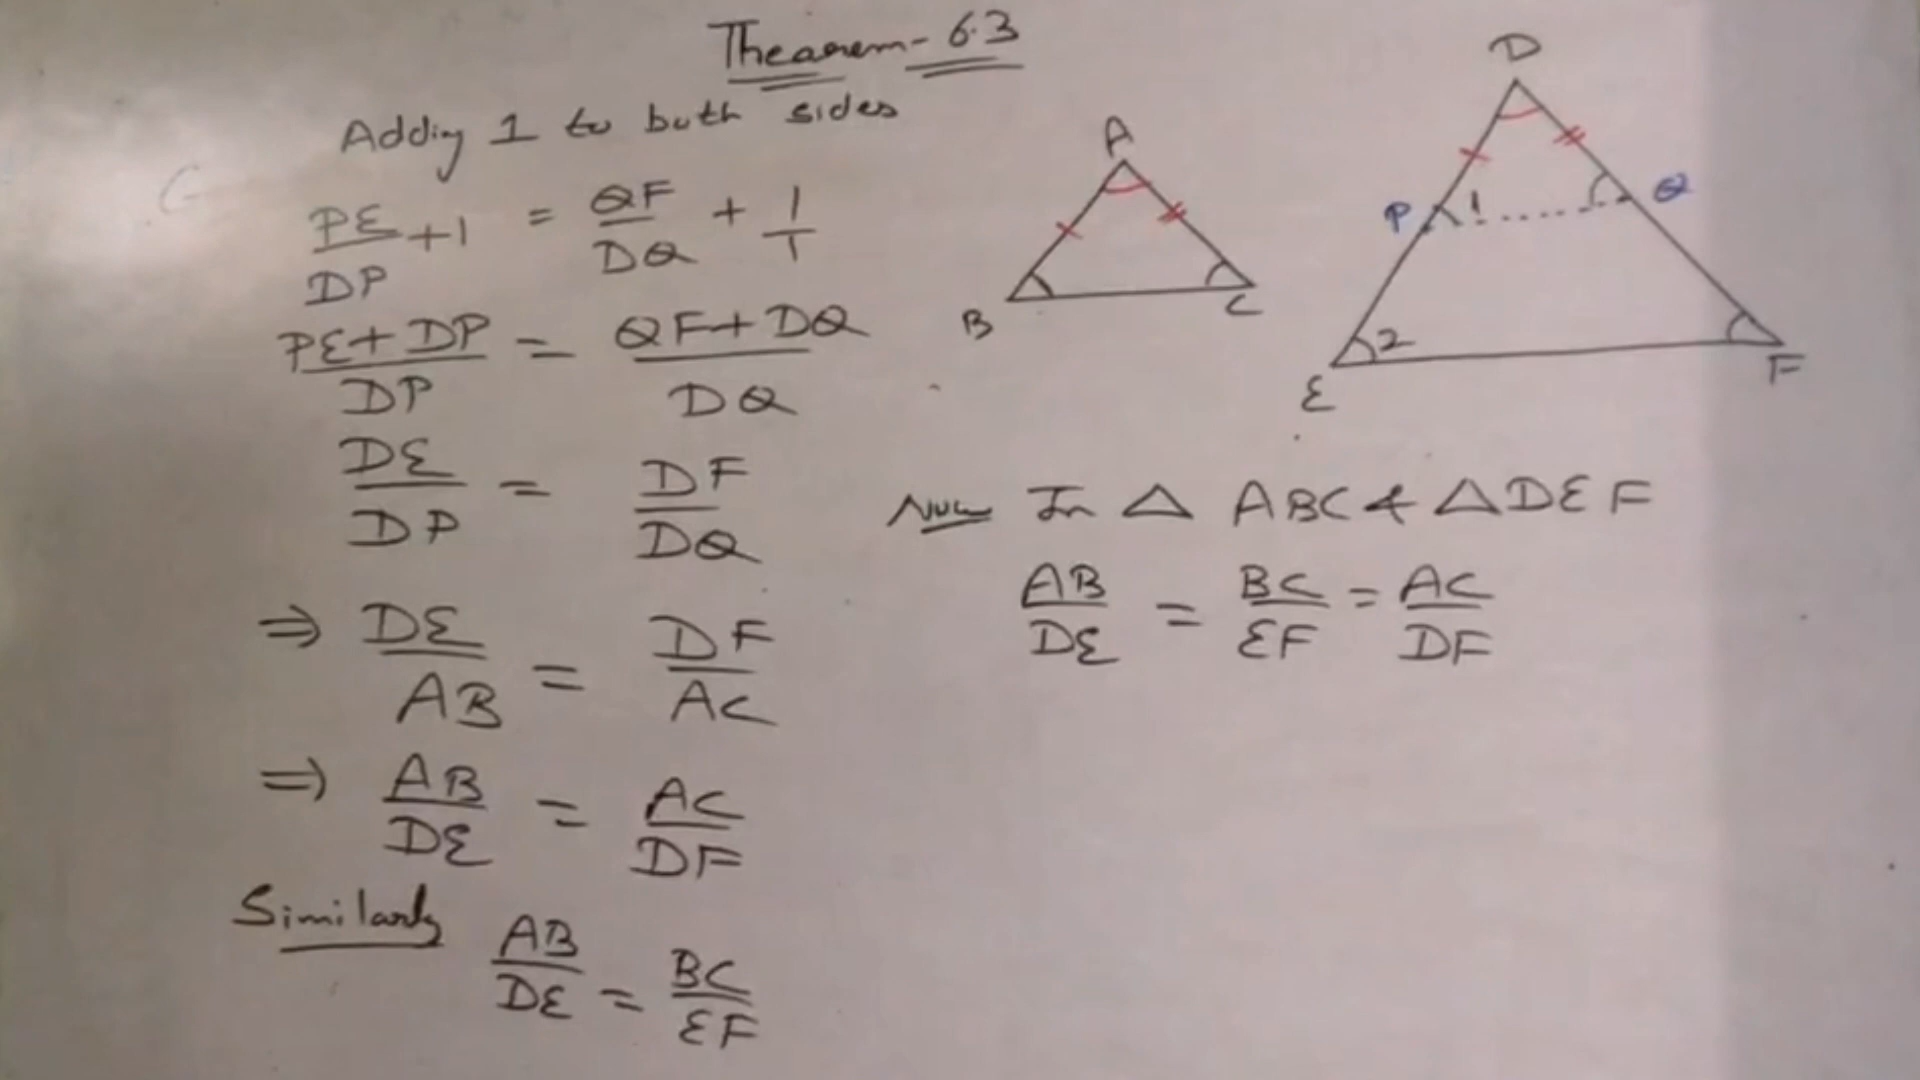 Thearem - 6.3
Adding 1 to both sides
PE/DP + 1 = QF/DQ + 1/1
PE + DP/DP = QF + DQ/DQ
DE/DP = DF/DQ
⇒ DE/AB = DF/AC
⇒ AB/DE = AC/DF
Similarly AB/DE = BC/EF
A
B
C
D
P
1
Q
E
2
F
Now In △ ABC & △ DEF
AB/DE = BC/EF = AC/DF